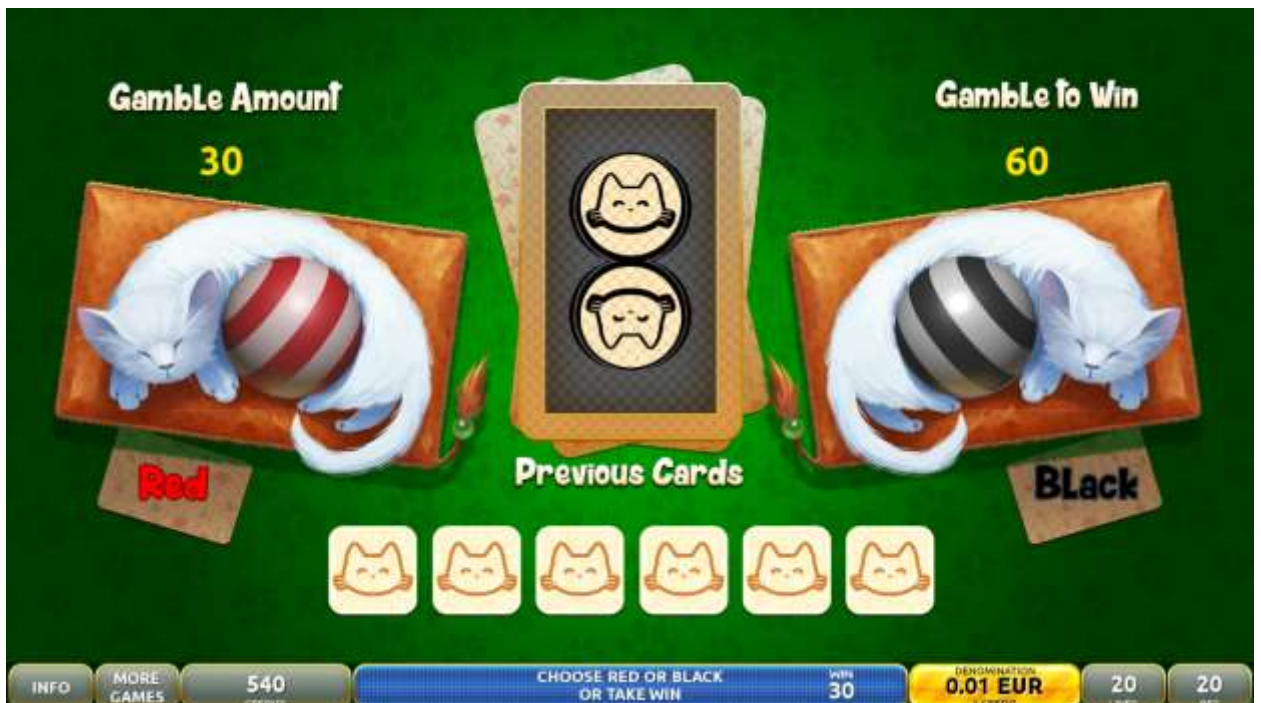 Gamble Amount
30
Gamble to Win
60
Red
Black
Previous Cards
INFO
MORE
GAMES
540
CHOOSE RED OR BLACK
OR TAKE WIN
WIN
30
DENOMINATION
0.01 EUR
20
20